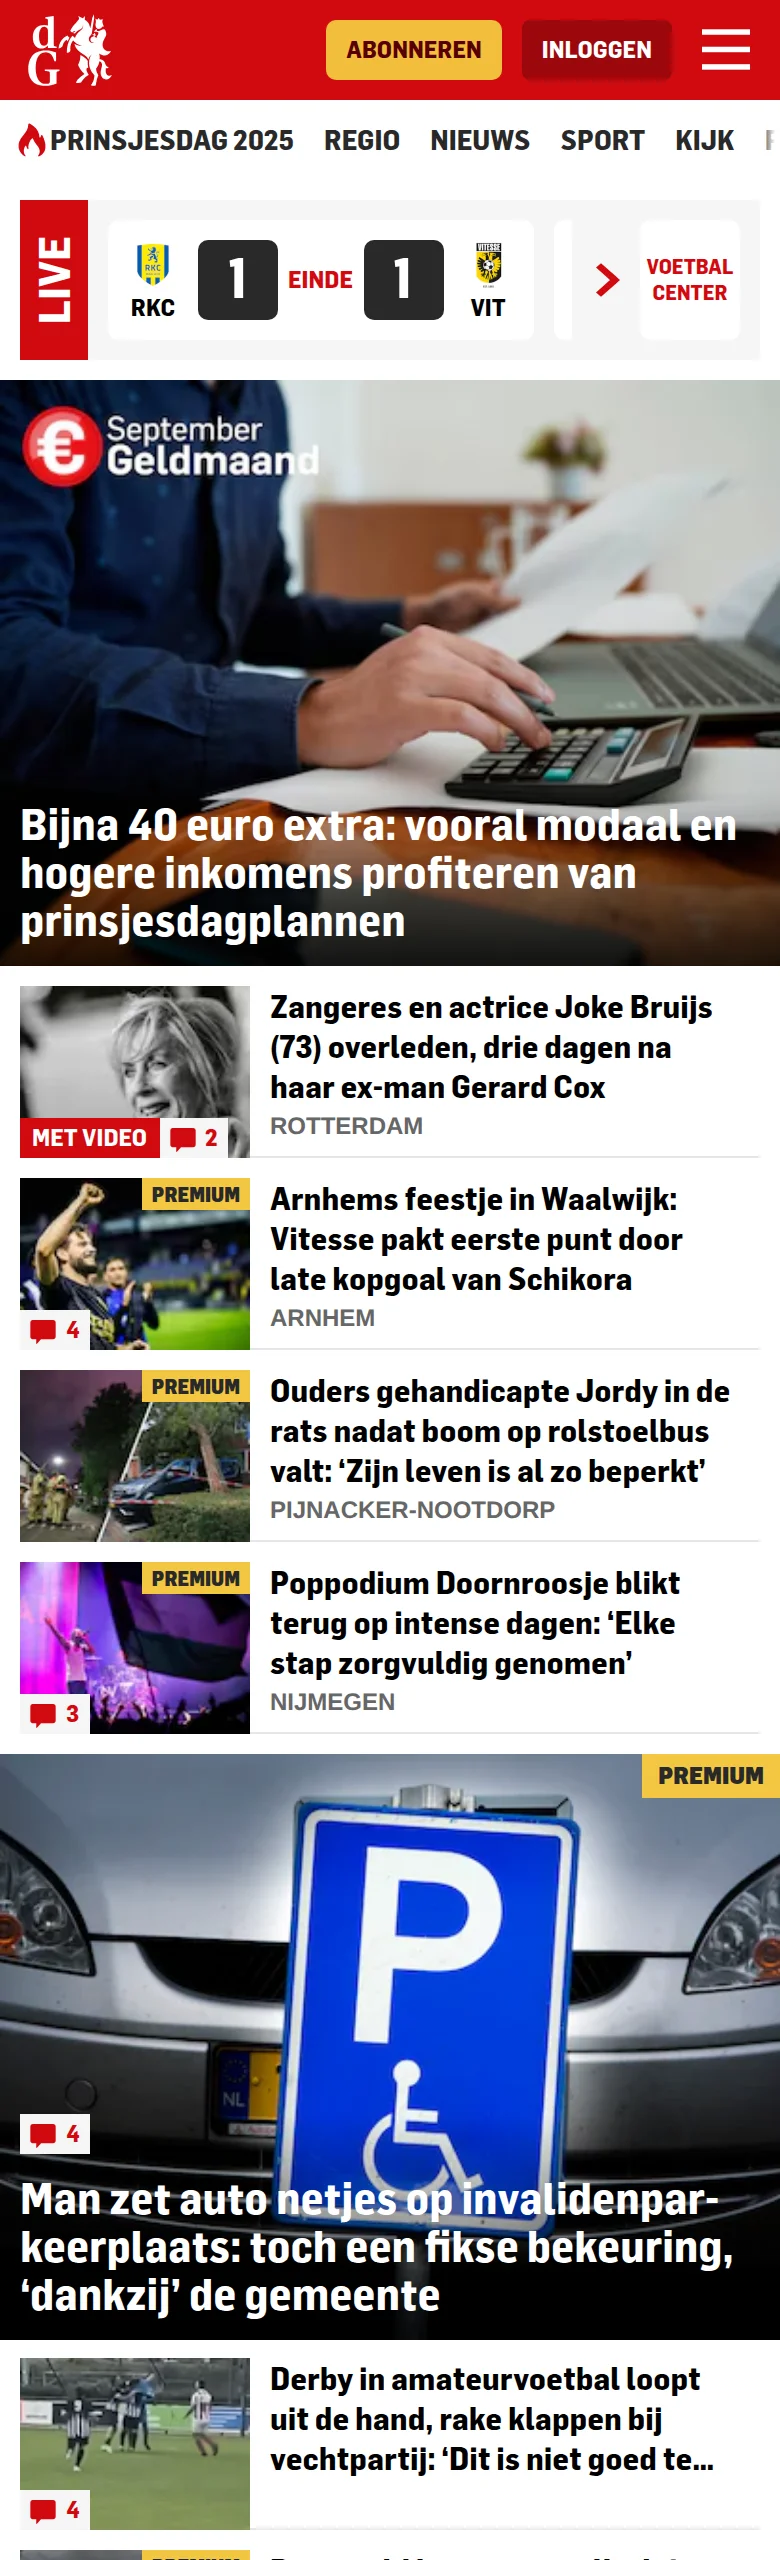 dG
ABONNEREN
INLOGGEN
PRINSJESDAG 2025
REGIO
NIEUWS
SPORT
KIJK
LIVE
RKC
1
EINDE
1
VITESSE
VIT
RKC
VOETBAL
CENTER
€ September
Geldmaand
Bijna 40 euro extra: vooral modaal en
hogere inkomens profiteren van
prinsjesdagplannen
Zangeres en actrice Joke Bruijs
(73) overleden, drie dagen na
haar ex-man Gerard Cox
ROTTERDAM
MET VIDEO
2
PREMIUM
Arnhems feestje in Waalwijk:
Vitesse pakt eerste punt door
late kopgoal van Schikora
ARNHEM
4
PREMIUM
Ouders gehandicapte Jordy in de
rats nadat boom op rolstoelbus
valt: ‘Zijn leven is al zo beperkt’
PIJNACKER-NOOTDORP
PREMIUM
Poppodium Doornroosje blikt
terug op intense dagen: ‘Elke
stap zorgvuldig genomen’
NIJMEGEN
3
PREMIUM
P
NL
4
Man zet auto netjes op invalidenpar-
keerplaats: toch een fikse bekeuring,
‘dankzij’ de gemeente
Derby in amateurvoetbal loopt
uit de hand, rake klappen bij
vechtpartij: ‘Dit is niet goed te...
4
PREMIUM